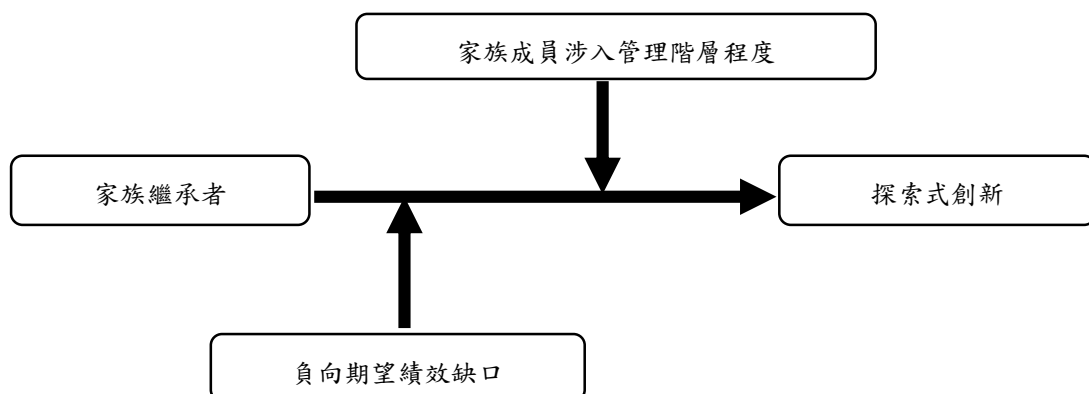 家族成員涉入管理階層程度
家族繼承者
探索式創新
負向期望績效缺口